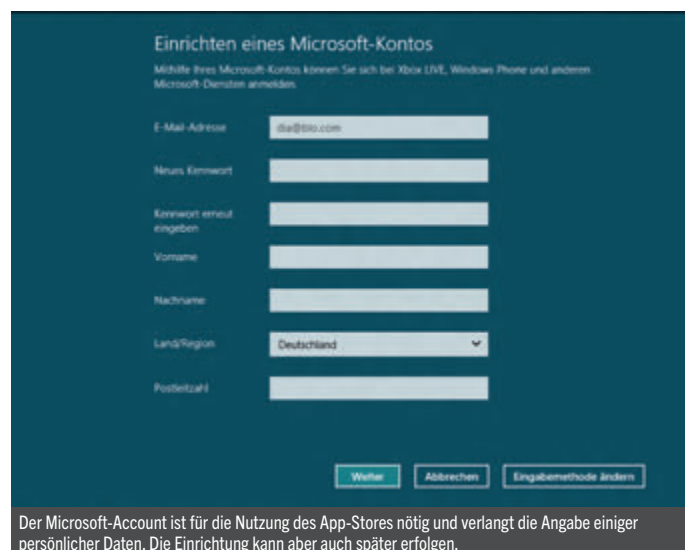 Einrichten eines Microsoft-Kontos
Mithilfe Ihres Microsoft-Kontos können Sie sich bei Xbox LIVE, Windows Phone und anderen
Microsoft-Diensten anmelden.
E-Mail-Adresse
Neues Kennwort
Kennwort erneut
eingeben
Vorname
Nachname
Land/Region Deutschland
Postleitzahl
Weiter Abbrechen Eingabemethode ändern
Der Microsoft-Account ist für die Nutzung des App-Stores nötig und verlangt die Angabe einiger
persönlicher Daten. Die Einrichtung kann aber auch später erfolgen.